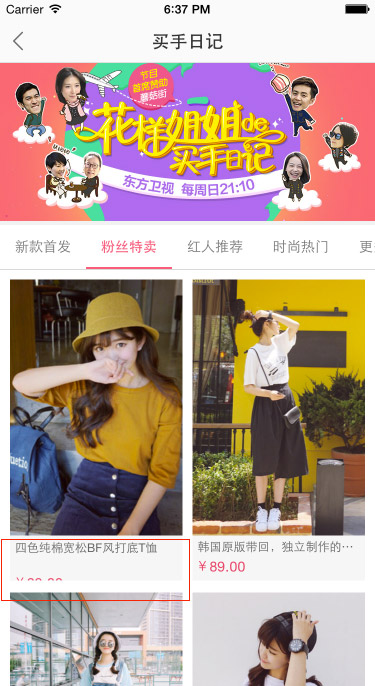 Carrier 6:37 PM
买手日记
节目
首席赞助
蘑菇街
花样姐姐de
买手日记
东方卫视 每周日21:10
新款首发 粉丝特卖 红人推荐 时尚热门 更
四色纯棉宽松BF风打底T恤
韩国原版带回，独立制作的…
￥89.00